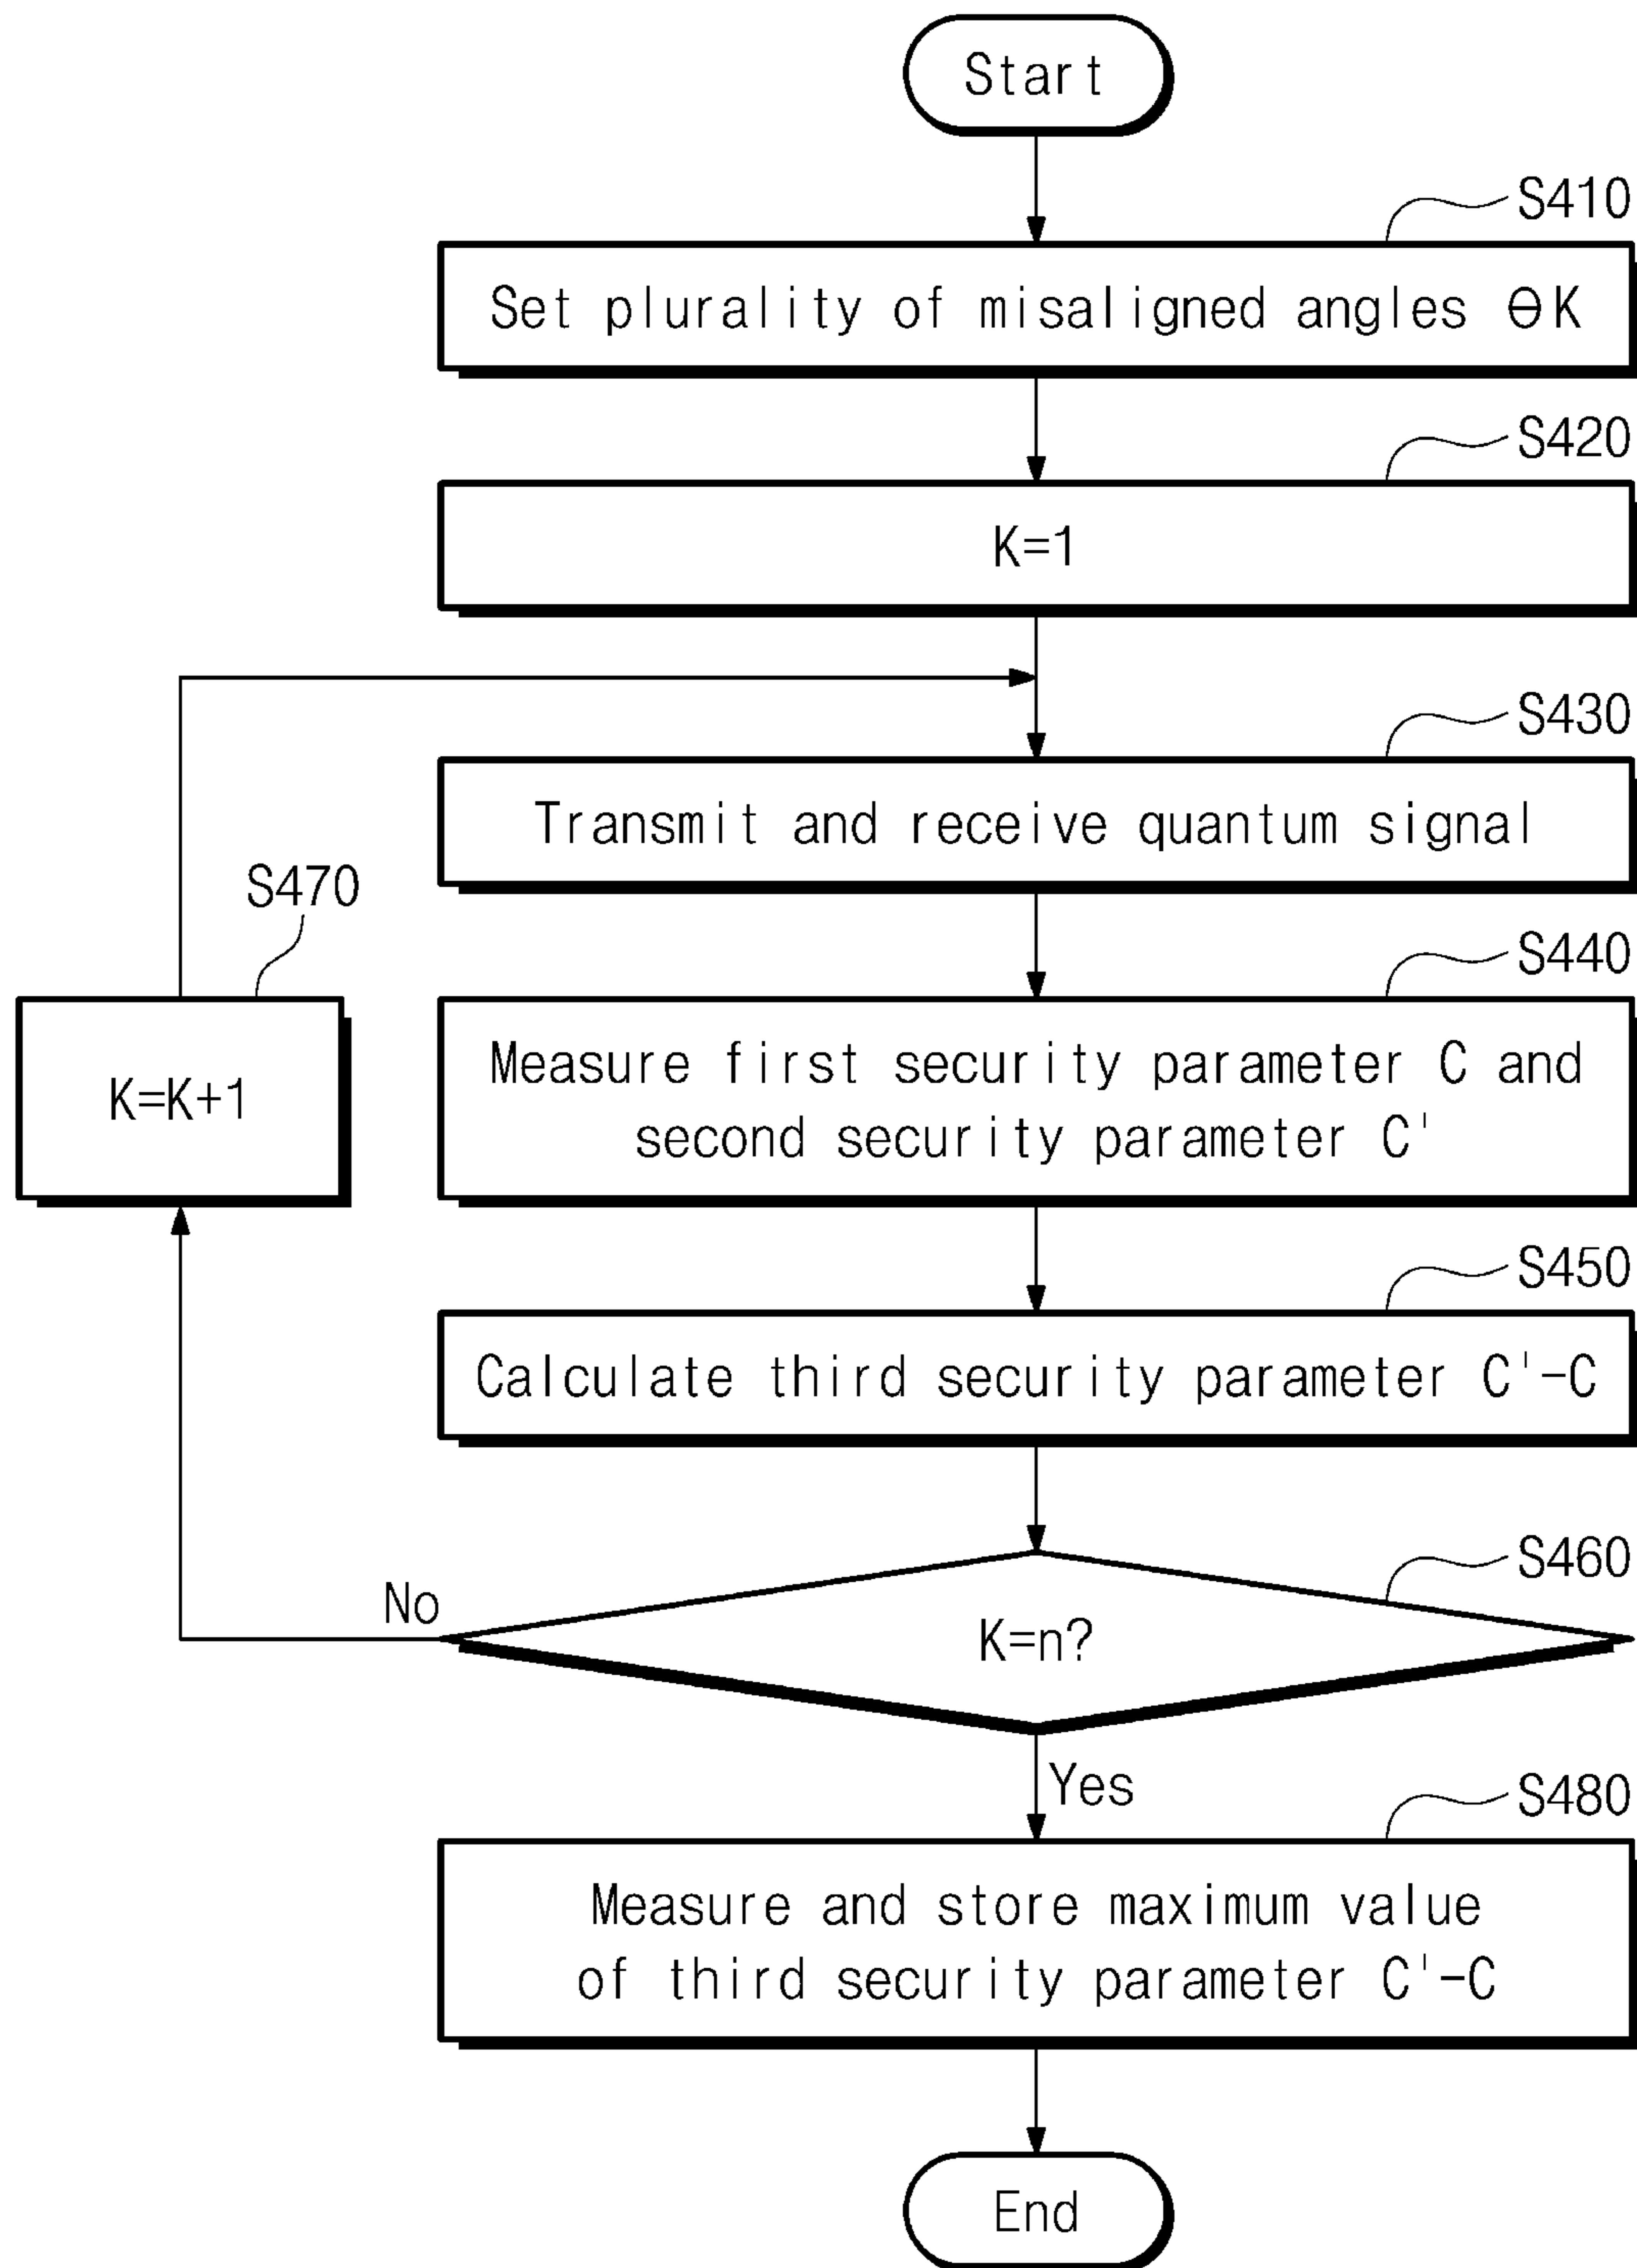 Start
S410
Set plurality of misaligned angles ΘK
S420
K=1
S430
Transmit and receive quantum signal
S470
K=K+1
S440
Measure first security parameter C and
second security parameter C'
S450
Calculate third security parameter C'-C
S460
No
K=n?
Yes
S480
Measure and store maximum value
of third security parameter C'-C
End